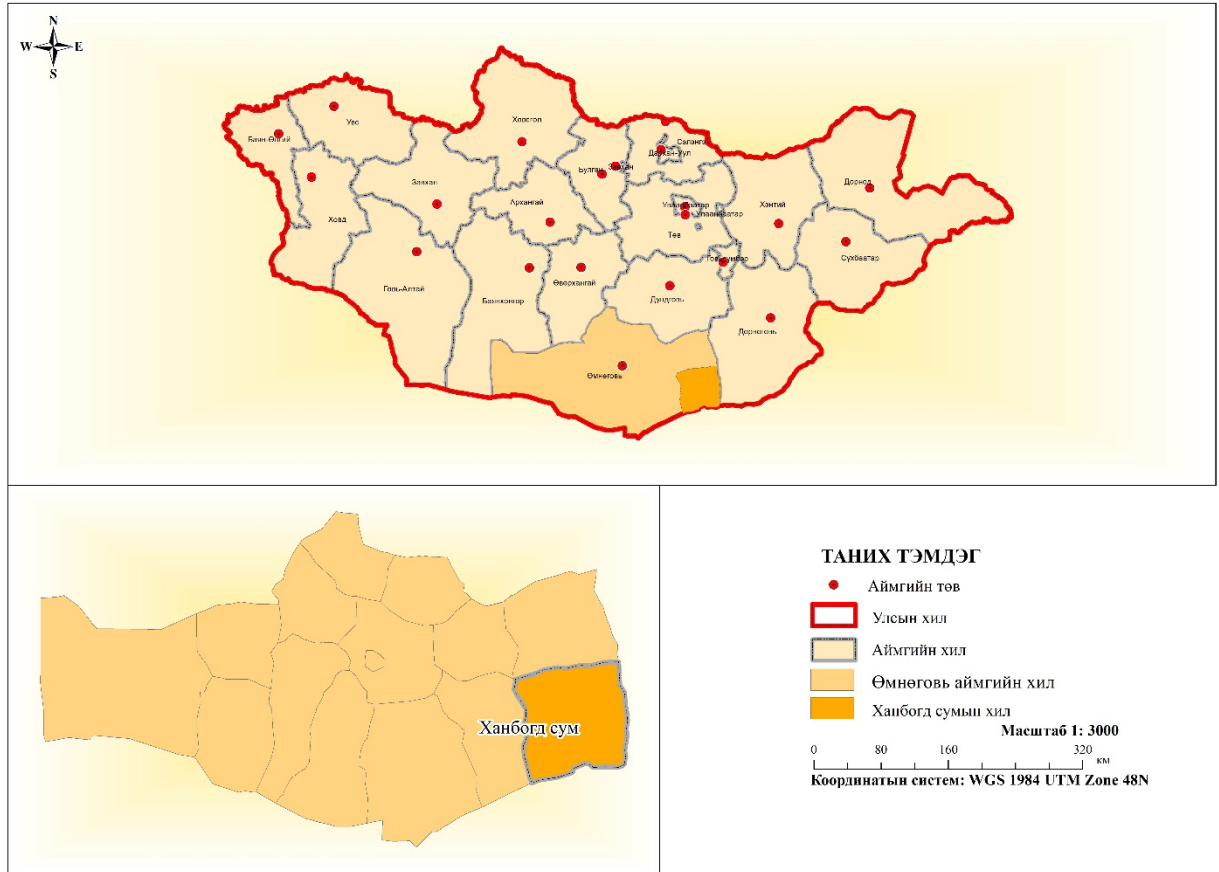 N
W E
S
Увс
Баян-Өлгий
Ховд
Завхан
Хөвсгөл
Булган
Архангай
Сэлэнгэ
Дархан-Уул
Улаанбаатар
Төв
Хэнтий
Дорнод
Сүхбаатар
Говь-Алтай
Баянхонгор
Өвөрхангай
Дундговь
Дорноговь
Өмнөговь
Ханбогд сум
ТАНИХ ТЭМДЭГ
Аймгийн төв
Улсын хил
Аймгийн хил
Өмнөговь аймгийн хил
Ханбогд сумын хил
Масштаб 1: 3000
0 80 160 320
км
Координатын систем: WGS 1984 UTM Zone 48N